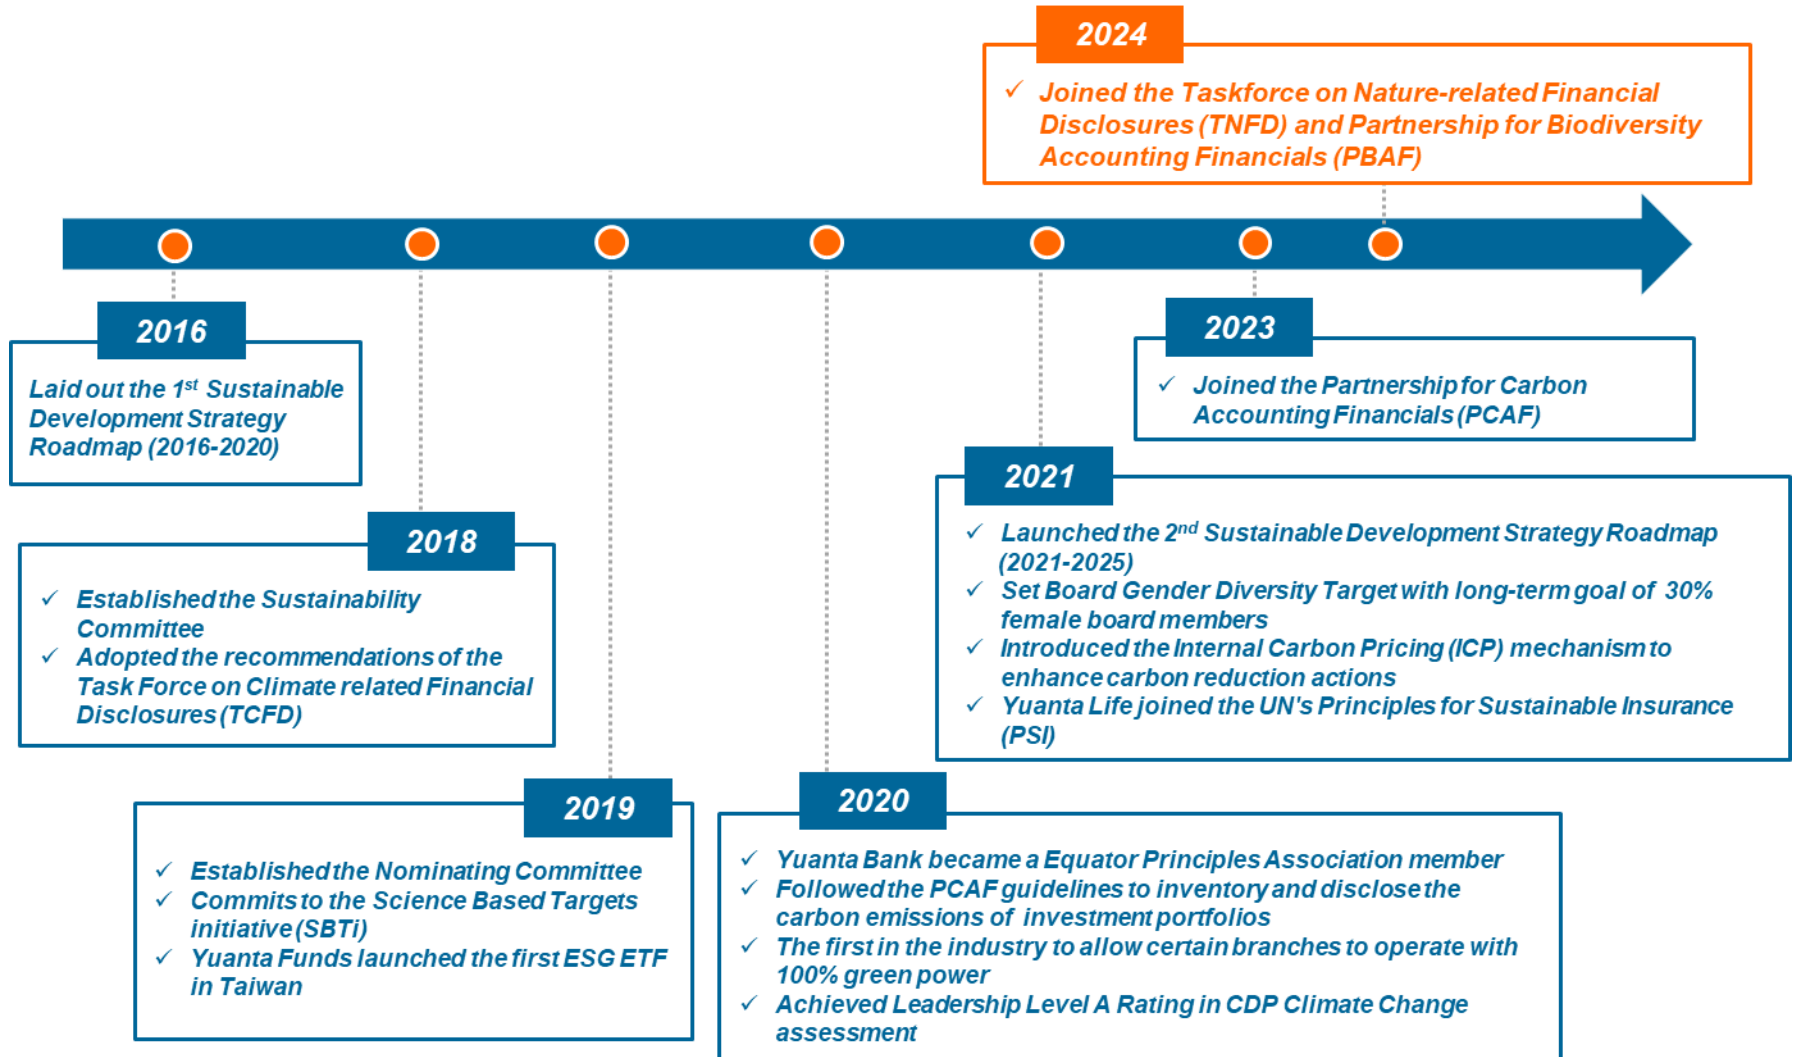 2024
✓ Joined the Taskforce on Nature-related Financial
Disclosures (TNFD) and Partnership for Biodiversity
Accounting Financials (PBAF)
2016
Laid out the 1st Sustainable
Development Strategy
Roadmap (2016-2020)
2023
✓ Joined the Partnership for Carbon
Accounting Financials (PCAF)
2018
✓ Established the Sustainability
Committee
✓ Adopted the recommendations of the
Task Force on Climate related Financial
Disclosures (TCFD)
2021
✓ Launched the 2nd Sustainable Development Strategy Roadmap
(2021-2025)
✓ Set Board Gender Diversity Target with long-term goal of 30%
female board members
✓ Introduced the Internal Carbon Pricing (ICP) mechanism to
enhance carbon reduction actions
✓ Yuanta Life joined the UN's Principles for Sustainable Insurance
(PSI)
2019
✓ Established the Nominating Committee
✓ Commits to the Science Based Targets
initiative (SBTi)
✓ Yuanta Funds launched the first ESG ETF
in Taiwan
2020
✓ Yuanta Bank became a Equator Principles Association member
✓ Followed the PCAF guidelines to inventory and disclose the
carbon emissions of investment portfolios
✓ The first in the industry to allow certain branches to operate with
100% green power
✓ Achieved Leadership Level A Rating in CDP Climate Change
assessment